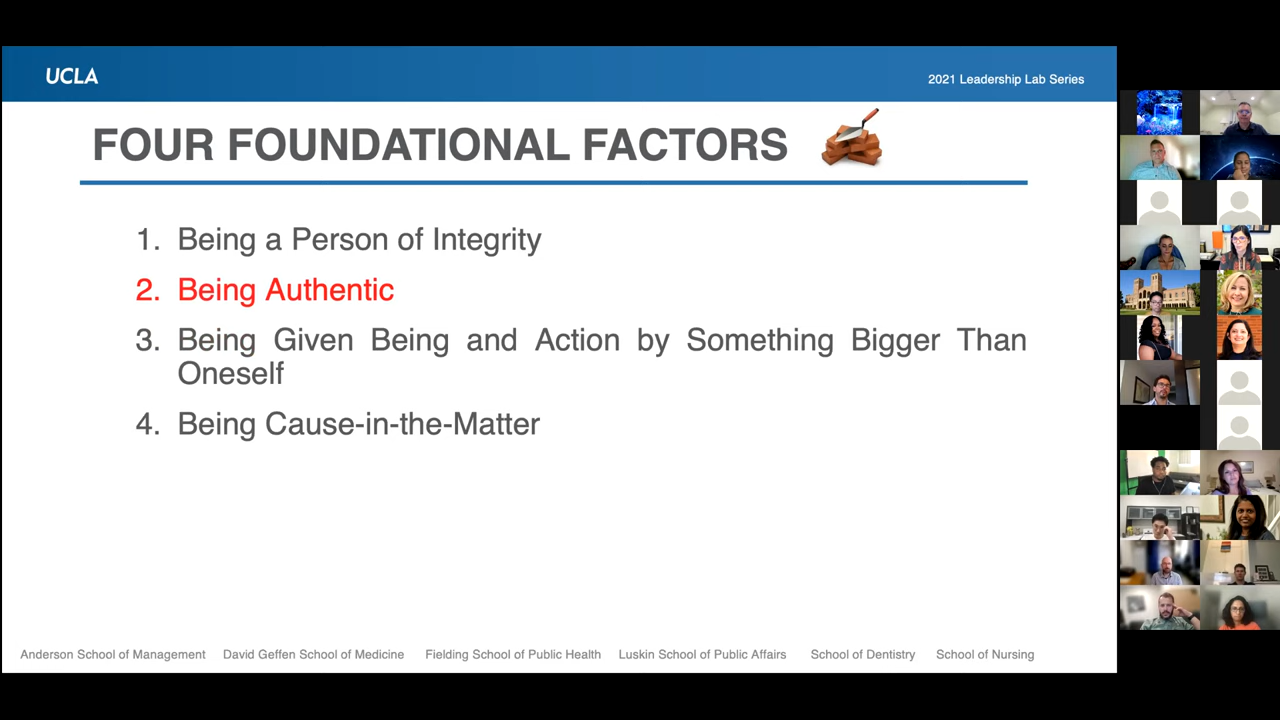 UCLA
2021 Leadership Lab Series
FOUR FOUNDATIONAL FACTORS
1. Being a Person of Integrity
2. Being Authentic
3. Being Given Being and Action by Something Bigger Than
Oneself
4. Being Cause-in-the-Matter
Anderson School of Management David Geffen School of Medicine Fielding School of Public Health Luskin School of Public Affairs School of Dentistry School of Nursing